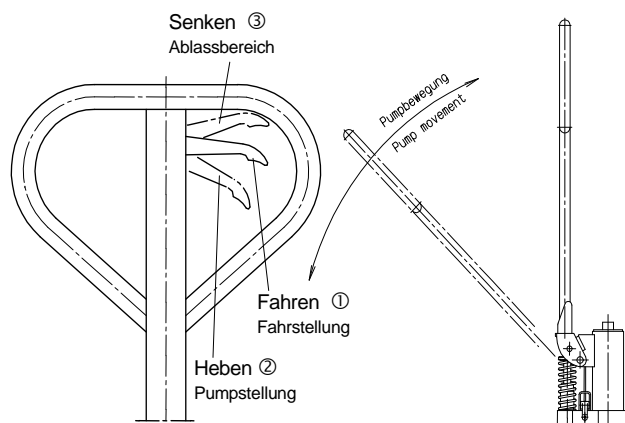 Senken ③
Ablassbereich
Pumpbewegung
Pump movement
Fahren ①
Fahrstellung
Heben ②
Pumpstellung